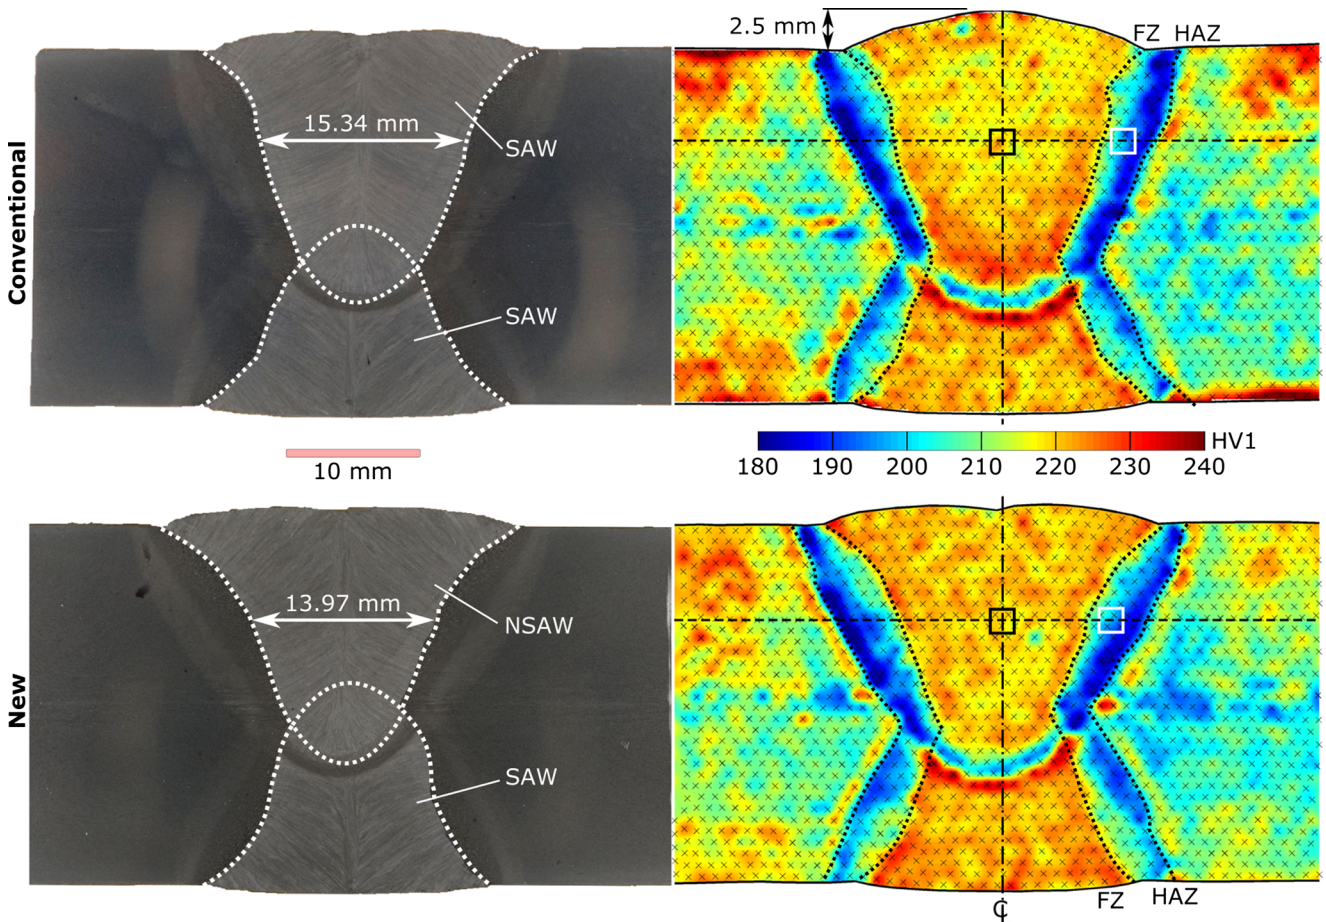 2.5 mm
FZ HAZ
Conventional
15.34 mm
SAW
SAW
10 mm
180 190 200 210 220 230 240
HV1
New
13.97 mm
NSAW
SAW
FZ HAZ
℄